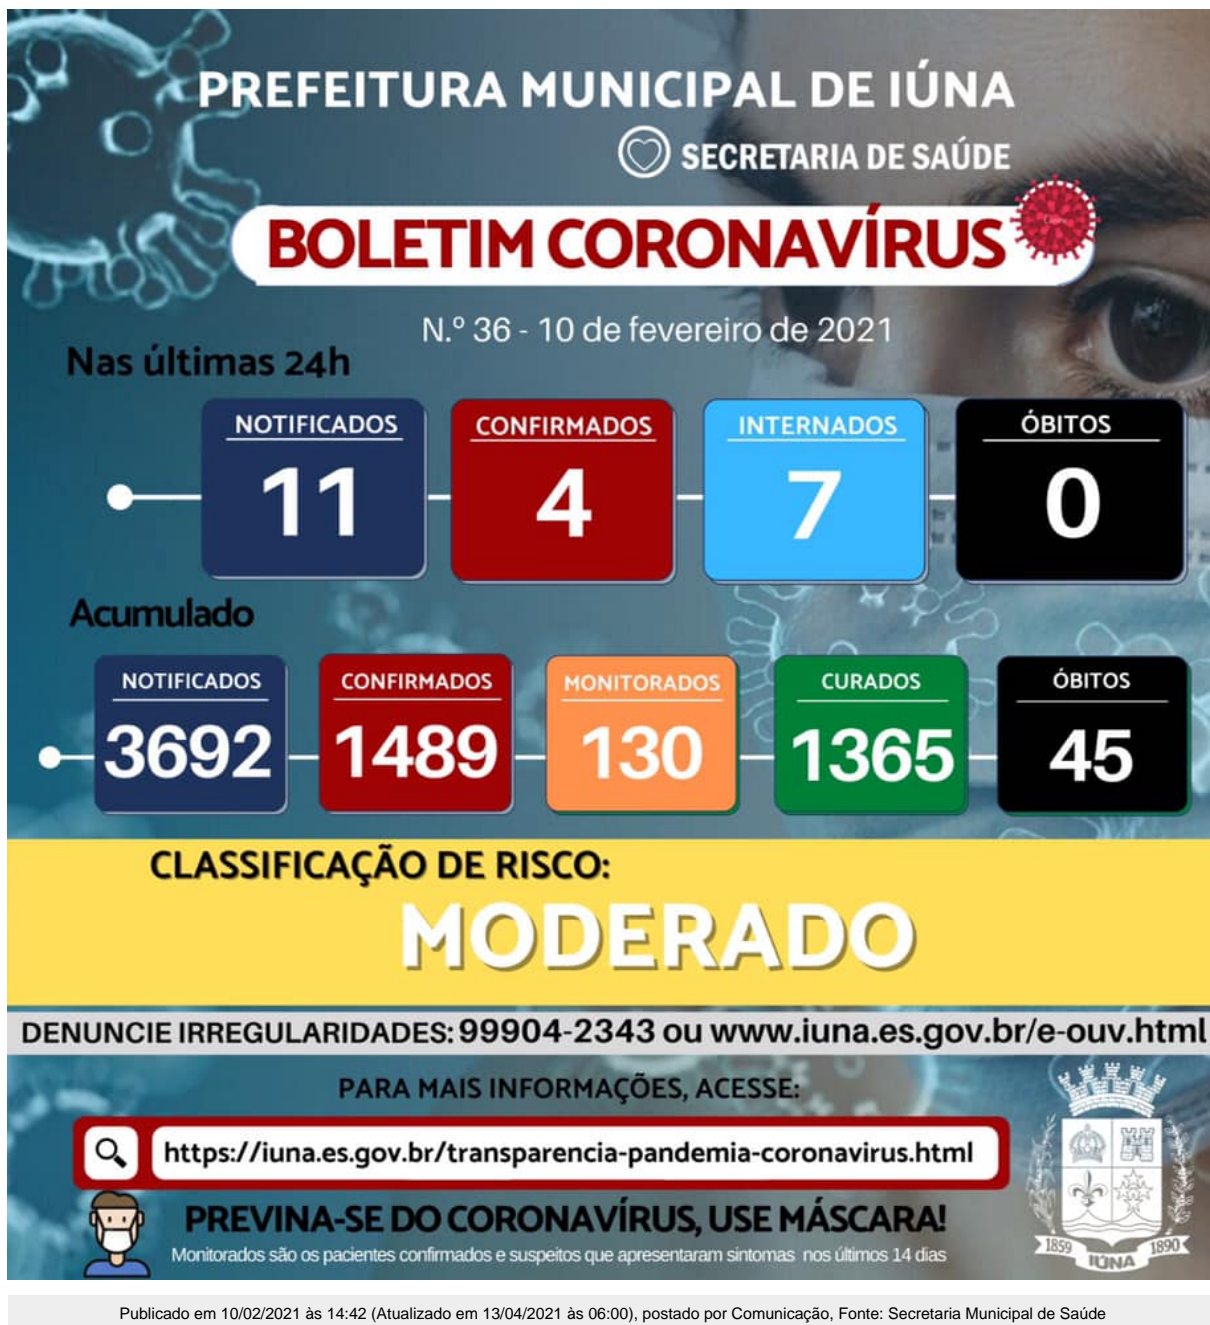 PREFEITURA MUNICIPAL DE IÚNA
SECRETARIA DE SAÚDE
BOLETIM CORONAVÍRUS
N.º 36 - 10 de fevereiro de 2021
Nas últimas 24h
NOTIFICADOS
11
CONFIRMADOS
4
INTERNADOS
7
ÓBITOS
0
Acumulado
NOTIFICADOS
3692
CONFIRMADOS
1489
MONITORADOS
130
CURADOS
1365
ÓBITOS
45
CLASSIFICAÇÃO DE RISCO:
MODERADO
DENUNCIE IRREGULARIDADES: 99904-2343 ou www.iuna.es.gov.br/e-ouv.html
PARA MAIS INFORMAÇÕES, ACESSE:
https://iuna.es.gov.br/transparencia-pandemia-coronavirus.html
PREVINA-SE DO CORONAVÍRUS, USE MÁSCARA!
Monitorados são os pacientes confirmados e suspeitos que apresentaram sintomas nos últimos 14 dias
1859 IÚNA 1890
Publicado em 10/02/2021 às 14:42 (Atualizado em 13/04/2021 às 06:00), postado por Comunicação, Fonte: Secretaria Municipal de Saúde